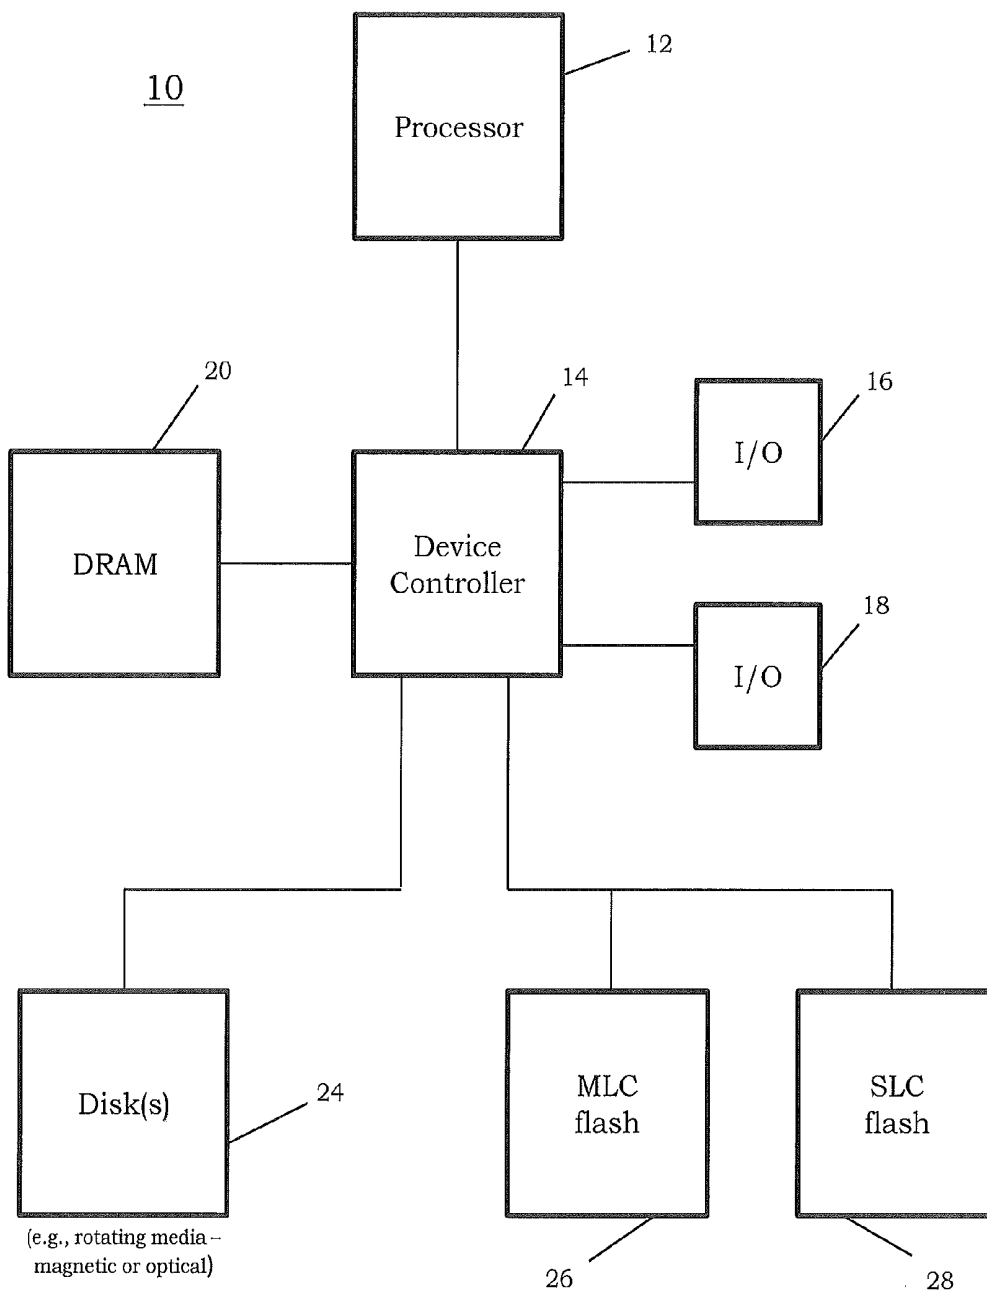 12
10
Processor
20
14
16
I/O
DRAM
Device
Controller
18
I/O
Disk(s)
24
MLC
flash
SLC
flash
(e.g., rotating media –
magnetic or optical)
26
28